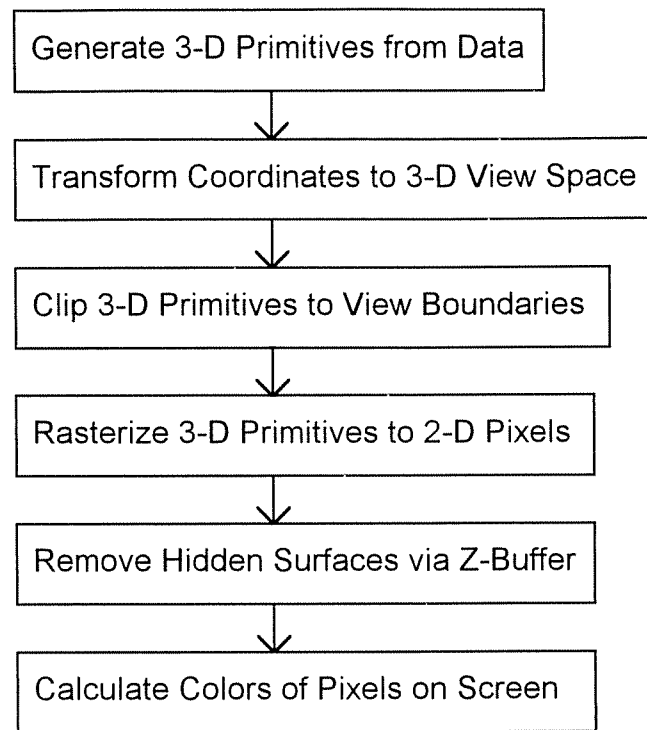 Generate 3-D Primitives from Data
Transform Coordinates to 3-D View Space
Clip 3-D Primitives to View Boundaries
Rasterize 3-D Primitives to 2-D Pixels
Remove Hidden Surfaces via Z-Buffer
Calculate Colors of Pixels on Screen